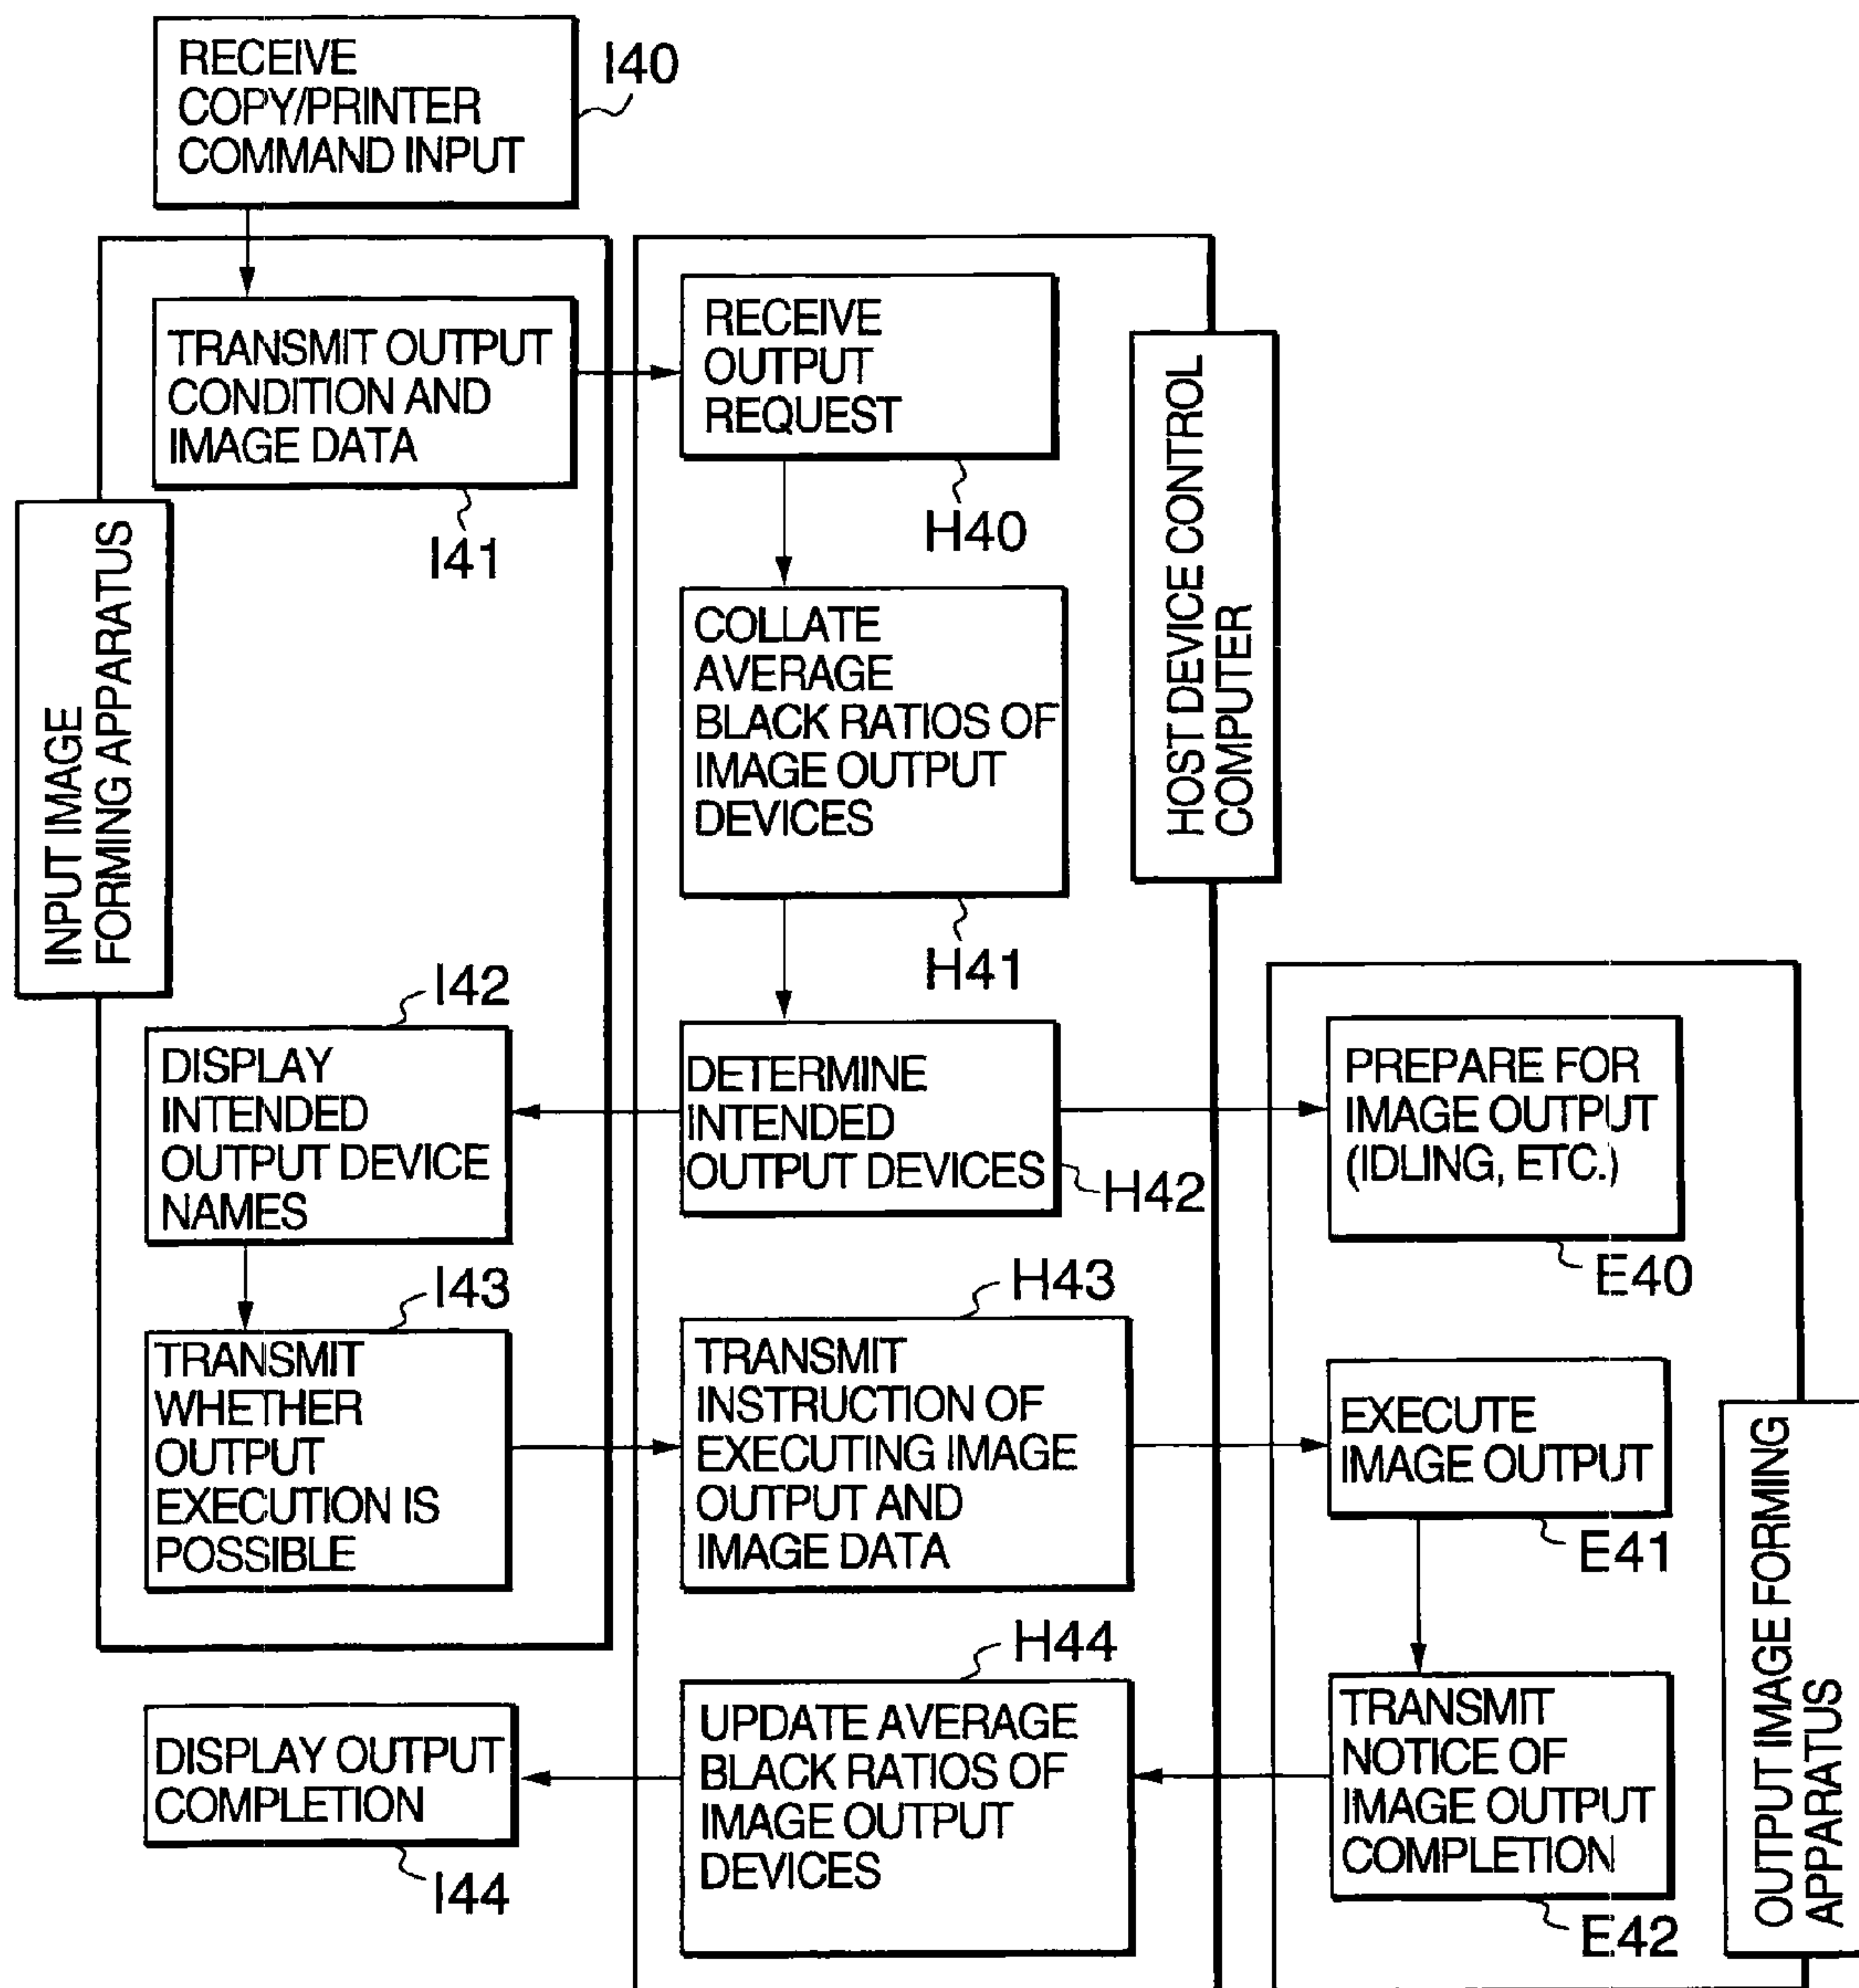 RECEIVE
COPY/PRINTER
COMMAND INPUT
I40
INPUT IMAGE
FORMING APPARATUS
TRANSMIT OUTPUT
CONDITION AND
IMAGE DATA
I41
RECEIVE
OUTPUT
REQUEST
H40
HOST DEVICE CONTROL
COMPUTER
COLLATE
AVERAGE
BLACK RATIOS OF
IMAGE OUTPUT
DEVICES
H41
I42
DISPLAY
INTENDED
OUTPUT DEVICE
NAMES
DETERMINE
INTENDED
OUTPUT DEVICES
H42
PREPARE FOR
IMAGE OUTPUT
(IDLING, ETC.)
E40
I43
TRANSMIT
WHETHER
OUTPUT
EXECUTION IS
POSSIBLE
H43
TRANSMIT
INSTRUCTION OF
EXECUTING IMAGE
OUTPUT AND
IMAGE DATA
EXECUTE
IMAGE OUTPUT
E41
OUTPUT IMAGE FORMING
APPARATUS
TRANSMIT
NOTICE OF
IMAGE OUTPUT
COMPLETION
E42
H44
UPDATE AVERAGE
BLACK RATIOS OF
IMAGE OUTPUT
DEVICES
DISPLAY OUTPUT
COMPLETION
I44